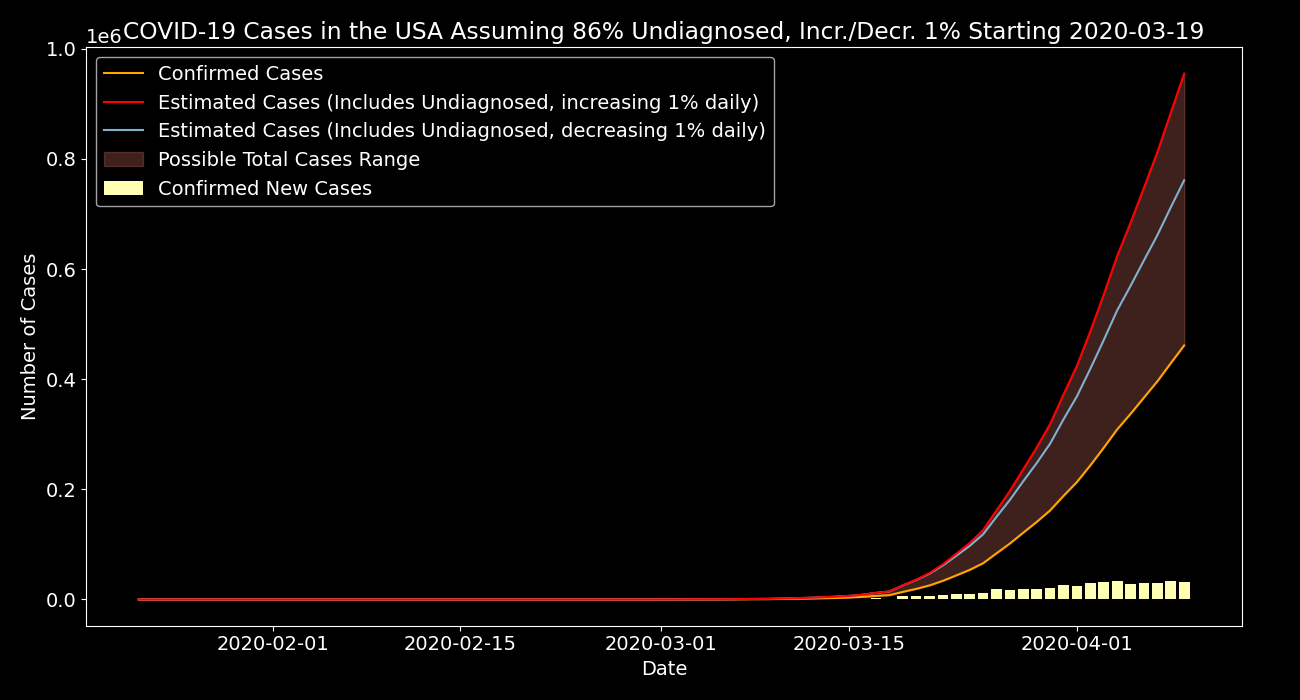 COVID-19 Cases in the USA Assuming 86% Undiagnosed, Incr./Decr. 1% Starting 2020-03-19
1e6
Confirmed Cases
Estimated Cases (Includes Undiagnosed, increasing 1% daily)
Estimated Cases (Includes Undiagnosed, decreasing 1% daily)
Possible Total Cases Range
Confirmed New Cases
1.0
0.8
0.6
0.4
0.2
0.0
Number of Cases
2020-02-01 2020-02-15 2020-03-01 2020-03-15 2020-04-01
Date